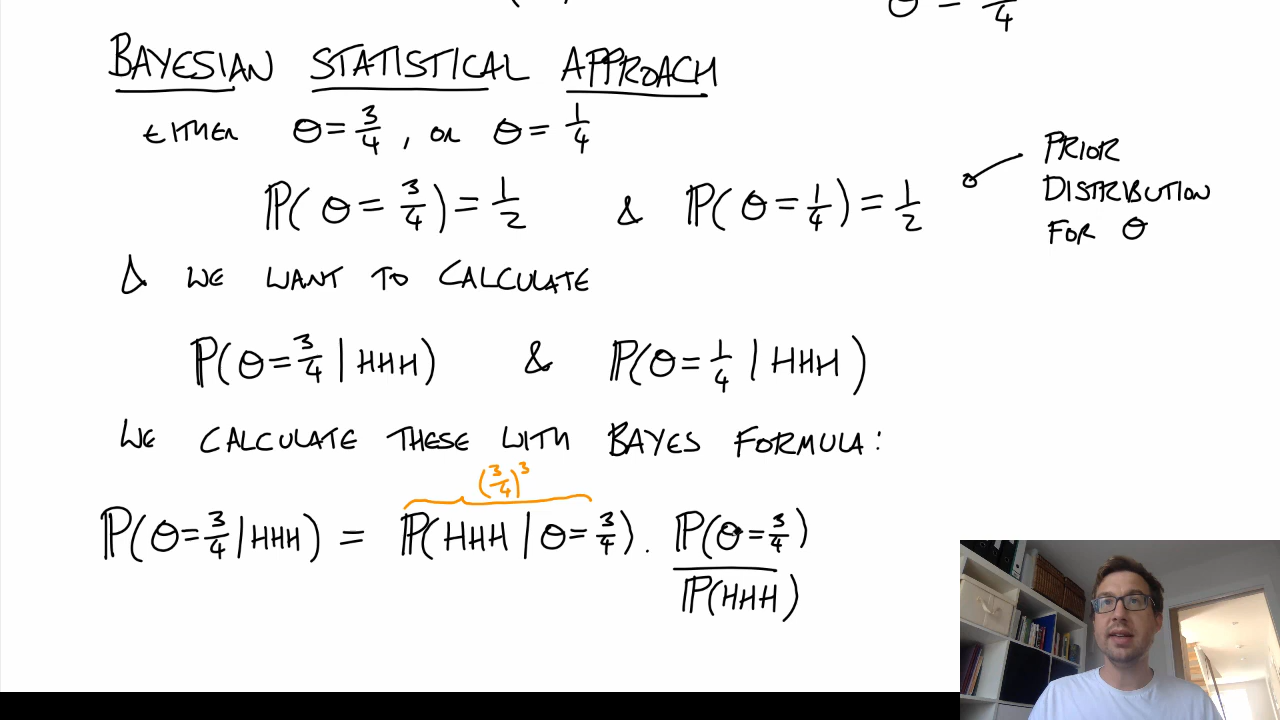 θ = 3/4
BAYESIAN STATISTICAL APPROACH
EITHER θ = 3/4, OR θ = 1/4
ℙ(θ = 3/4) = 1/2 & ℙ(θ = 1/4) = 1/2
PRIOR
DISTRIBUTION
FOR θ
Δ WE WANT TO CALCULATE
ℙ(θ = 3/4 | HHH) & ℙ(θ = 1/4 | HHH)
WE CALCULATE THESE WITH BAYES FORMULA:
(3/4)^3
ℙ(θ = 3/4 | HHH) = ℙ(HHH | θ = 3/4) . ℙ(θ = 3/4)
ℙ(HHH)